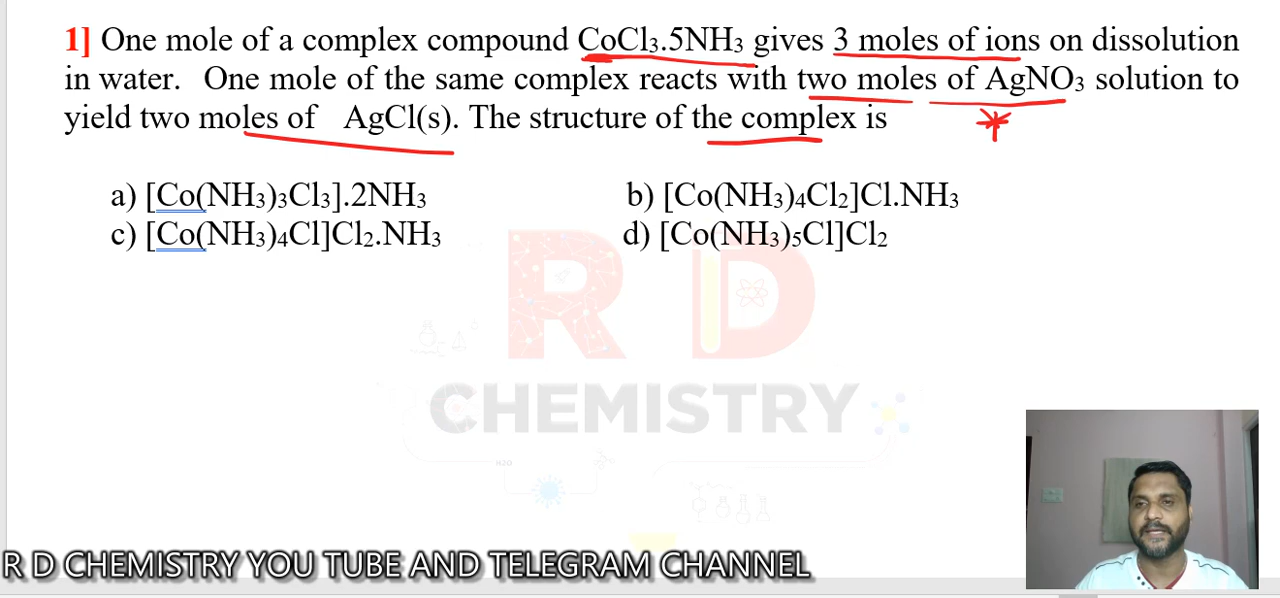 1] One mole of a complex compound CoCl₃.5NH₃ gives 3 moles of ions on dissolution
in water. One mole of the same complex reacts with two moles of AgNO₃ solution to
yield two moles of AgCl(s). The structure of the complex is
a) [Co(NH₃)₃Cl₃].2NH₃ b) [Co(NH₃)₄Cl₂]Cl.NH₃
c) [Co(NH₃)₄Cl]Cl₂.NH₃ d) [Co(NH₃)₅Cl]Cl₂
R D
CHEMISTRY
H2O
R D CHEMISTRY YOU TUBE AND TELEGRAM CHANNEL